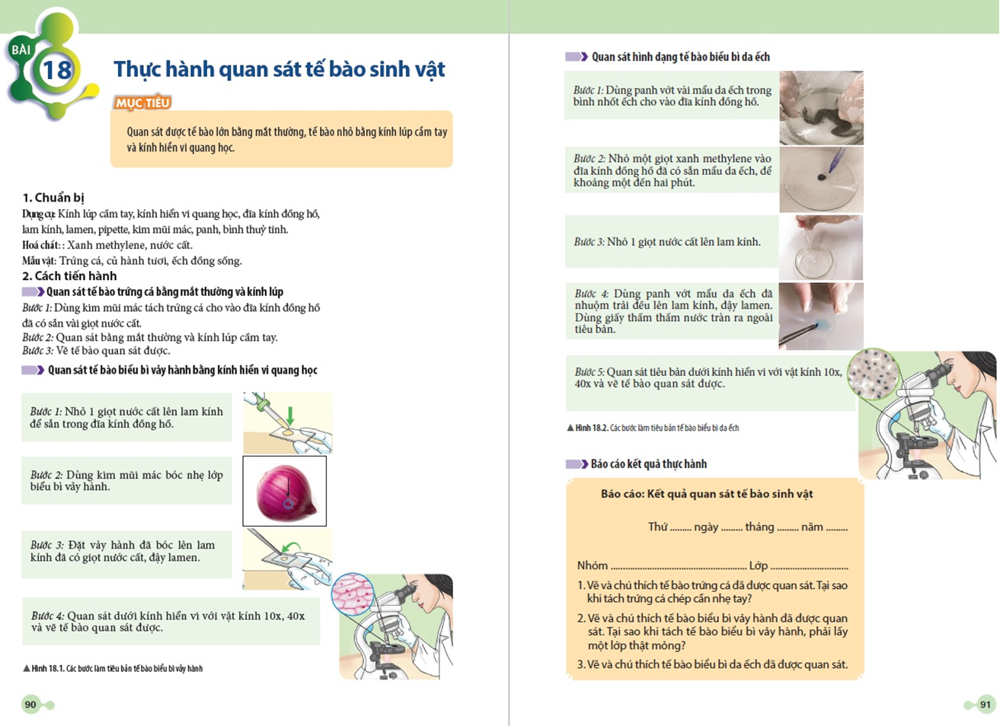 BÀI
18
Thực hành quan sát tế bào sinh vật
MỤC TIÊU
Quan sát được tế bào lớn bằng mắt thường, tế bào nhỏ bằng kính lúp cầm tay
và kính hiển vi quang học.
1. Chuẩn bị
Dụng cụ: Kính lúp cầm tay, kính hiển vi quang học, đĩa kính đồng hồ,
lam kính, lamen, pipette, kim mũi mác, panh, bình thuỷ tinh.
Hoá chất: : Xanh methylene, nước cất.
Mẫu vật: Trứng cá, củ hành tươi, ếch đồng sống.
2. Cách tiến hành
Quan sát tế bào trứng cá bằng mắt thường và kính lúp
Bước 1: Dùng kim mũi mác tách trứng cá cho vào đĩa kính đồng hồ
đã có sẵn vài giọt nước cất.
Bước 2: Quan sát bằng mắt thường và kính lúp cầm tay.
Bước 3: Vẽ tế bào quan sát được.
Quan sát tế bào biểu bì vảy hành bằng kính hiển vi quang học
Bước 1: Nhỏ 1 giọt nước cất lên lam kính
để sẵn trong đĩa kính đồng hồ.
Bước 2: Dùng kim mũi mác bóc nhẹ lớp
biểu bì vảy hành.
Bước 3: Đặt vảy hành đã bóc lên lam
kính đã có giọt nước cất, đậy lamen.
Bước 4: Quan sát dưới kính hiển vi với vật kính 10x, 40x
và vẽ tế bào quan sát được.
▲ Hình 18.1. Các bước làm tiêu bản tế bào biểu bì vảy hành
90
Quan sát hình dạng tế bào biểu bì da ếch
Bước 1: Dùng panh vớt vài mẩu da ếch trong
bình nhốt ếch cho vào đĩa kính đồng hồ.
Bước 2: Nhỏ một giọt xanh methylene vào
đĩa kính đồng hồ đã có sẵn mẩu da ếch, để
khoảng một đến hai phút.
Bước 3: Nhỏ 1 giọt nước cất lên lam kính.
Bước 4: Dùng panh vớt mẩu da ếch đã
nhuộm trải đều lên lam kính, đậy lamen.
Dùng giấy thấm thấm nước tràn ra ngoài
tiêu bản.
Bước 5: Quan sát tiêu bản dưới kính hiển vi với vật kính 10x,
40x và vẽ tế bào quan sát được.
▲ Hình 18.2. Các bước làm tiêu bản tế bào biểu bì da ếch
Báo cáo kết quả thực hành
Báo cáo: Kết quả quan sát tế bào sinh vật
Thứ ......... ngày ......... tháng ......... năm .........
Nhóm ........................................................ Lớp ................................
1. Vẽ và chú thích tế bào trứng cá đã được quan sát. Tại sao
khi tách trứng cá chép cần nhẹ tay?
2. Vẽ và chú thích tế bào biểu bì vảy hành đã được quan
sát. Tại sao khi tách tế bào biểu bì vảy hành, phải lấy
một lớp thật mỏng?
3. Vẽ và chú thích tế bào biểu bì da ếch đã được quan sát.
91